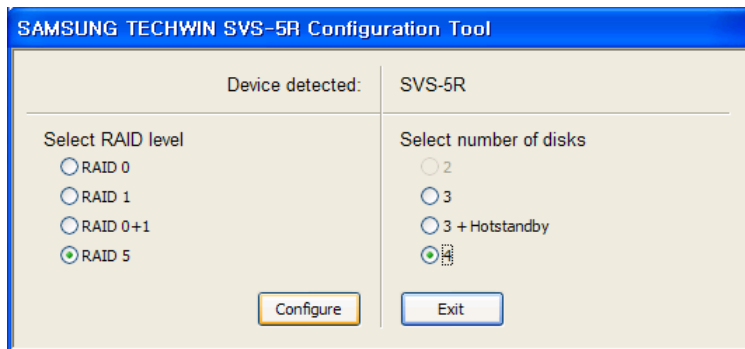 SAMSUNG TECHWIN SVS-5R Configuration Tool
Device detected: SVS-5R
Select RAID level
RAID 0
RAID 1
RAID 0+1
RAID 5
Select number of disks
2
3
3 + Hotstandby
4
Configure
Exit